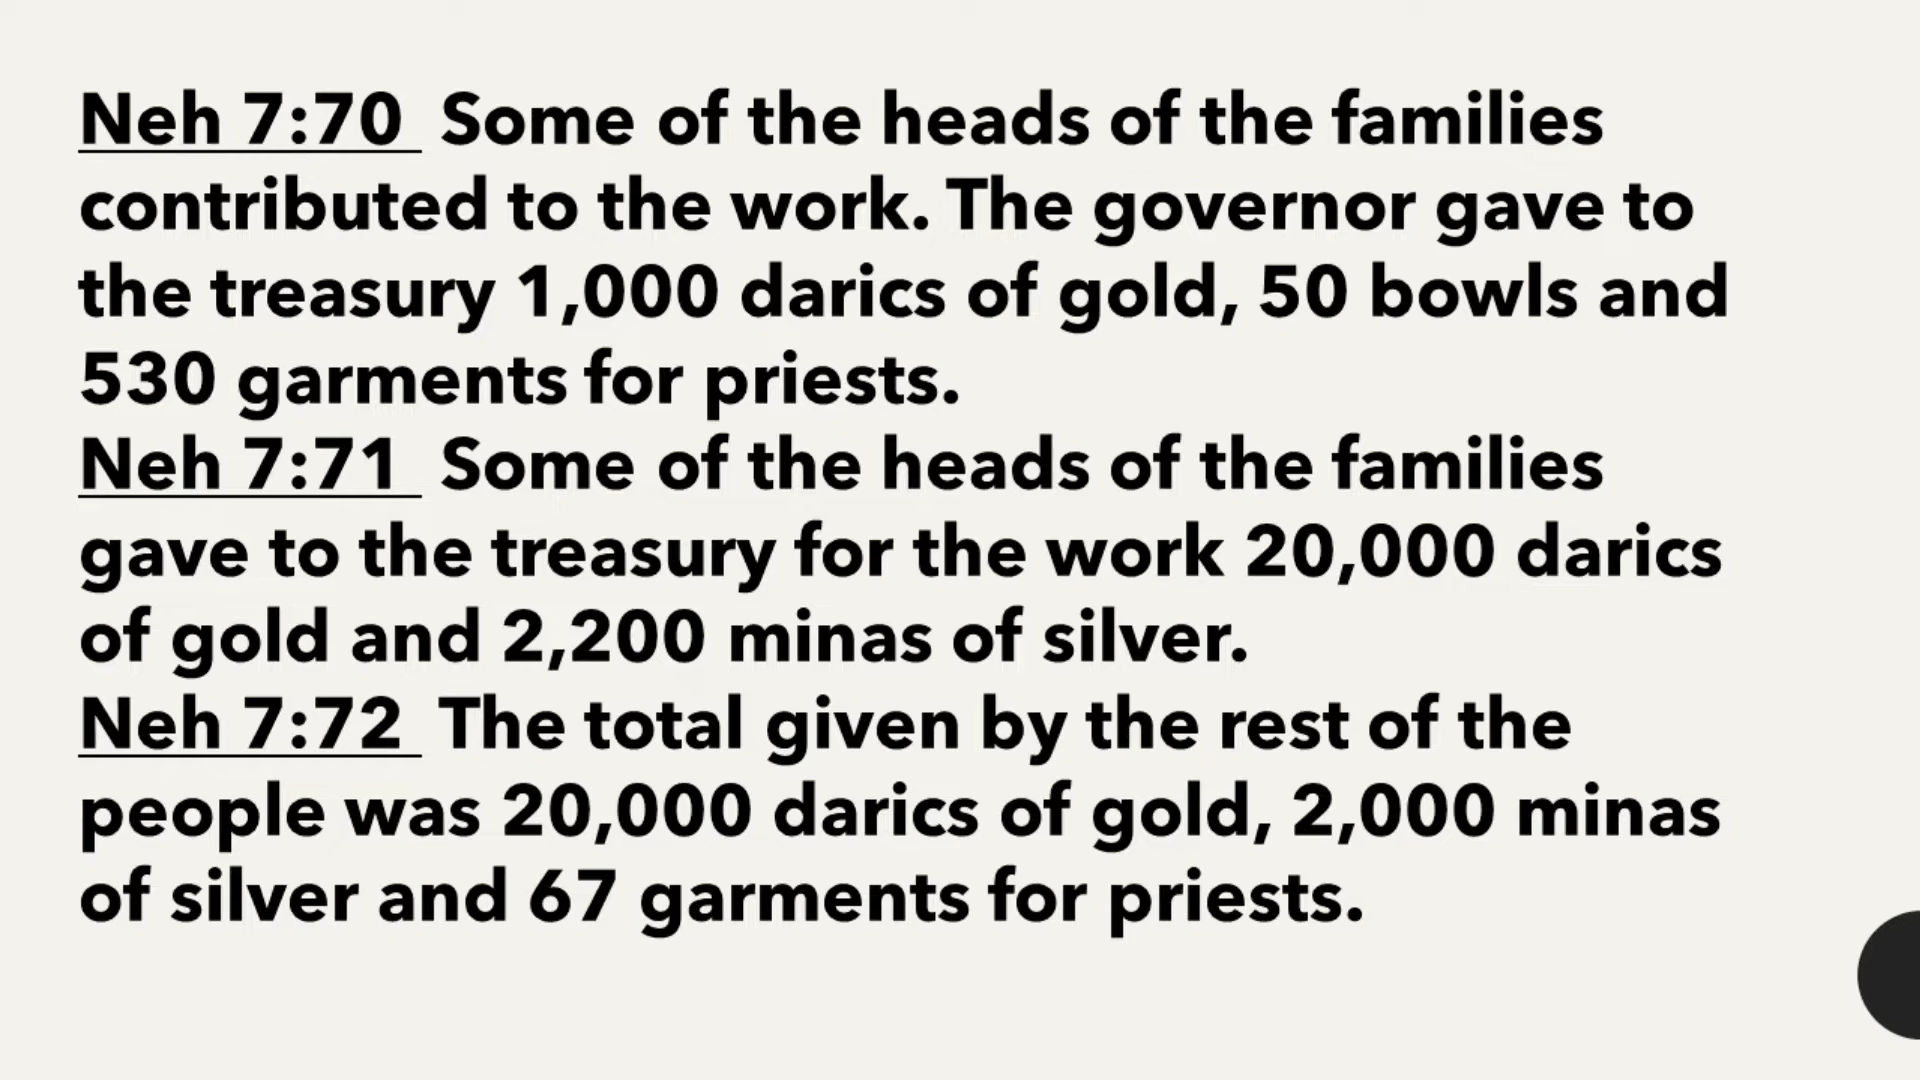 Neh 7:70 Some of the heads of the families
contributed to the work. The governor gave to
the treasury 1,000 darics of gold, 50 bowls and
530 garments for priests.
Neh 7:71 Some of the heads of the families
gave to the treasury for the work 20,000 darics
of gold and 2,200 minas of silver.
Neh 7:72 The total given by the rest of the
people was 20,000 darics of gold, 2,000 minas
of silver and 67 garments for priests.